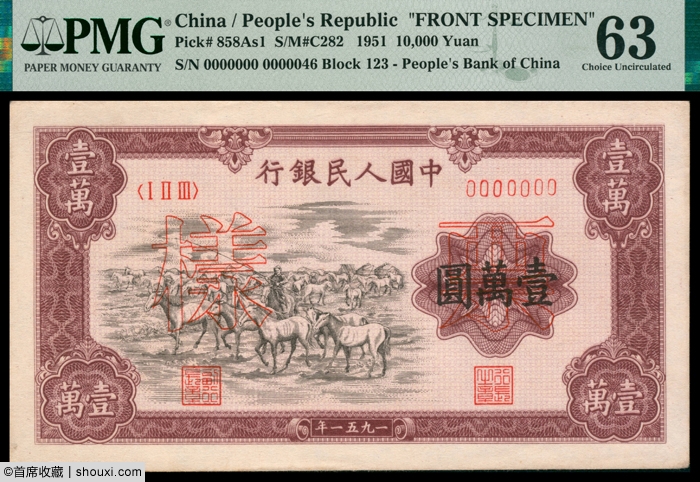 PMG
PAPER MONEY GUARANTY
China / People's Republic "FRONT SPECIMEN"
Pick# 858As1 S/M#C282 1951 10,000 Yuan
S/N 0000000 0000046 Block 123 - People's Bank of China
63
Choice Uncirculated
壹萬
行銀民人國中
壹萬
〈I II III〉
0000000
樣
票
圓萬壹
萬壹
年一五九一
萬壹
©首席收藏 | shouxi.com